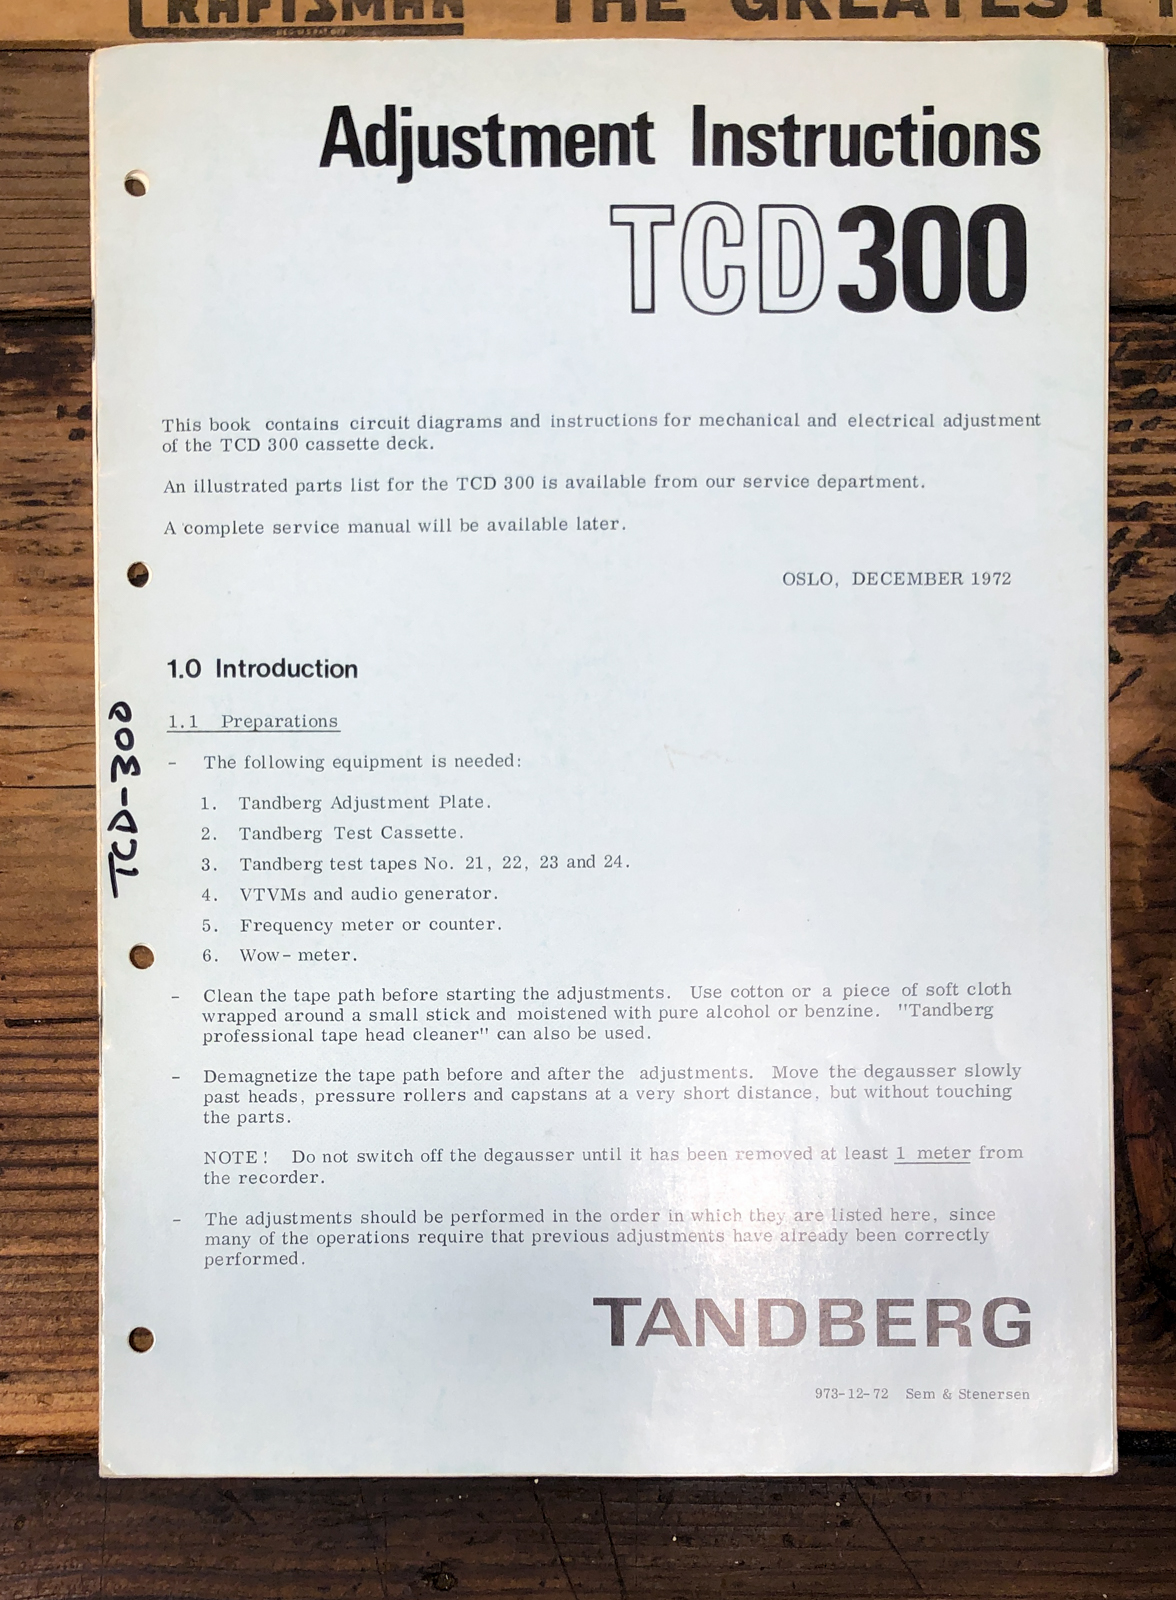 CRAFTSMAN THE GREATEST
Adjustment Instructions
TCD300
This book contains circuit diagrams and instructions for mechanical and electrical adjustment
of the TCD 300 cassette deck.
An illustrated parts list for the TCD 300 is available from our service department.
A complete service manual will be available later.
OSLO, DECEMBER 1972
1.0 Introduction
1.1 Preparations
- The following equipment is needed:
1. Tandberg Adjustment Plate.
2. Tandberg Test Cassette.
3. Tandberg test tapes No. 21, 22, 23 and 24.
4. VTVMs and audio generator.
5. Frequency meter or counter.
6. Wow- meter.
- Clean the tape path before starting the adjustments. Use cotton or a piece of soft cloth
wrapped around a small stick and moistened with pure alcohol or benzine. "Tandberg
professional tape head cleaner" can also be used.
- Demagnetize the tape path before and after the adjustments. Move the degausser slowly
past heads, pressure rollers and capstans at a very short distance, but without touching
the parts.
NOTE! Do not switch off the degausser until it has been removed at least 1 meter from
the recorder.
- The adjustments should be performed in the order in which they are listed here, since
many of the operations require that previous adjustments have already been correctly
performed.
TANDBERG
973-12-72 Sem & Stenersen
TCD-300